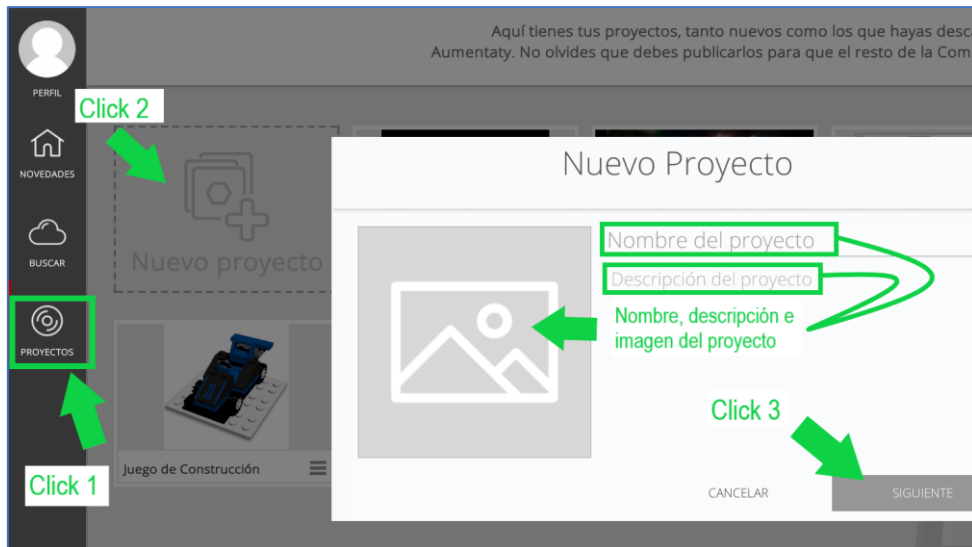 Aquí tienes tus proyectos, tanto nuevos como los que hayas desca
Aumentaty. No olvides que debes publicarlos para que el resto de la Com
PERFIL
Click 2
NOVEDADES
Nuevo Proyecto
Nombre del proyecto
BUSCAR
Nuevo proyecto
Descripción del proyecto
Nombre, descripción e
imagen del proyecto
PROYECTOS
Click 3
Juego de Construcción
Click 1
CANCELAR
SIGUIENTE